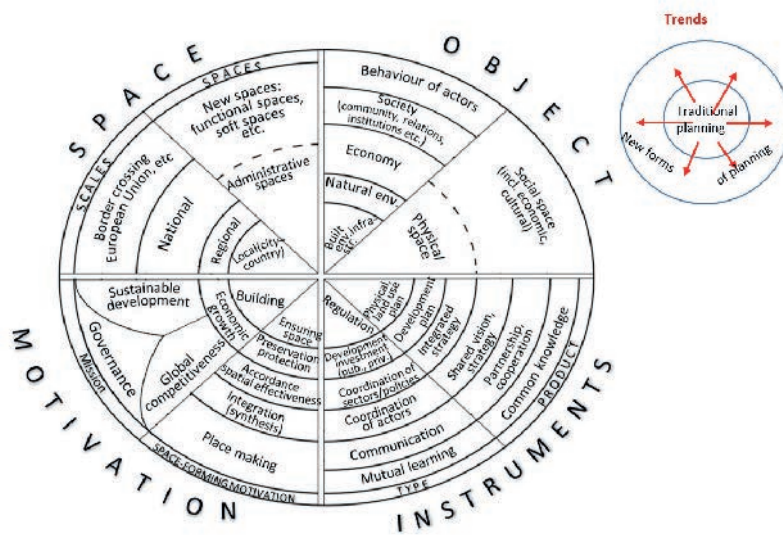 SPACE
OBJECT
MOTIVATION
INSTRUMENTS
SPACES
New spaces:
functional spaces,
soft spaces
etc.
Administrative
spaces
SCALES
Border crossing
European Union, etc
National
Regional
Local(city–
country)
Behaviour of actors
Society
(community, relations,
institutions etc.)
Economy
Natural env.
Built
env.infra-
str.
Physical
space
Social space
(incl. economic,
cultural)
Sustainable
development
Governance
Global
competitiveness
Economic
growth
Mission
Building
Ensuring
space
Preservation
protection
Accordance
spatial effectiveness
Integration
(synthesis)
Place making
SPACE-FORMING MOTIVATION
Regulation
Development
investment
(pub., priv.)
Coordination of
sectors/policies
Coordination
of actors
Communication
Mutual learning
TYPE
Physical
land use
plan
Development
plan
Integrated
strategy
Shared vision,
strategy
Partnership,
cooperation
Common knowledge
PRODUCT
Trends
Traditional
planning
New forms
of planning